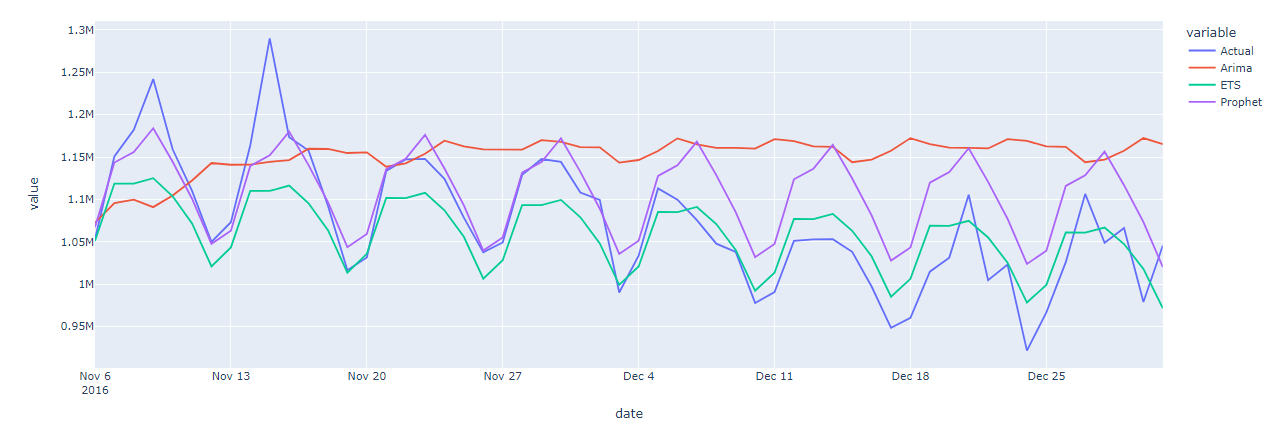 1.3M
1.25M
1.2M
1.15M
1.1M
1.05M
1M
0.95M
value
Nov 6
2016
Nov 13
Nov 20
Nov 27
Dec 4
Dec 11
Dec 18
Dec 25
date
variable
Actual
Arima
ETS
Prophet